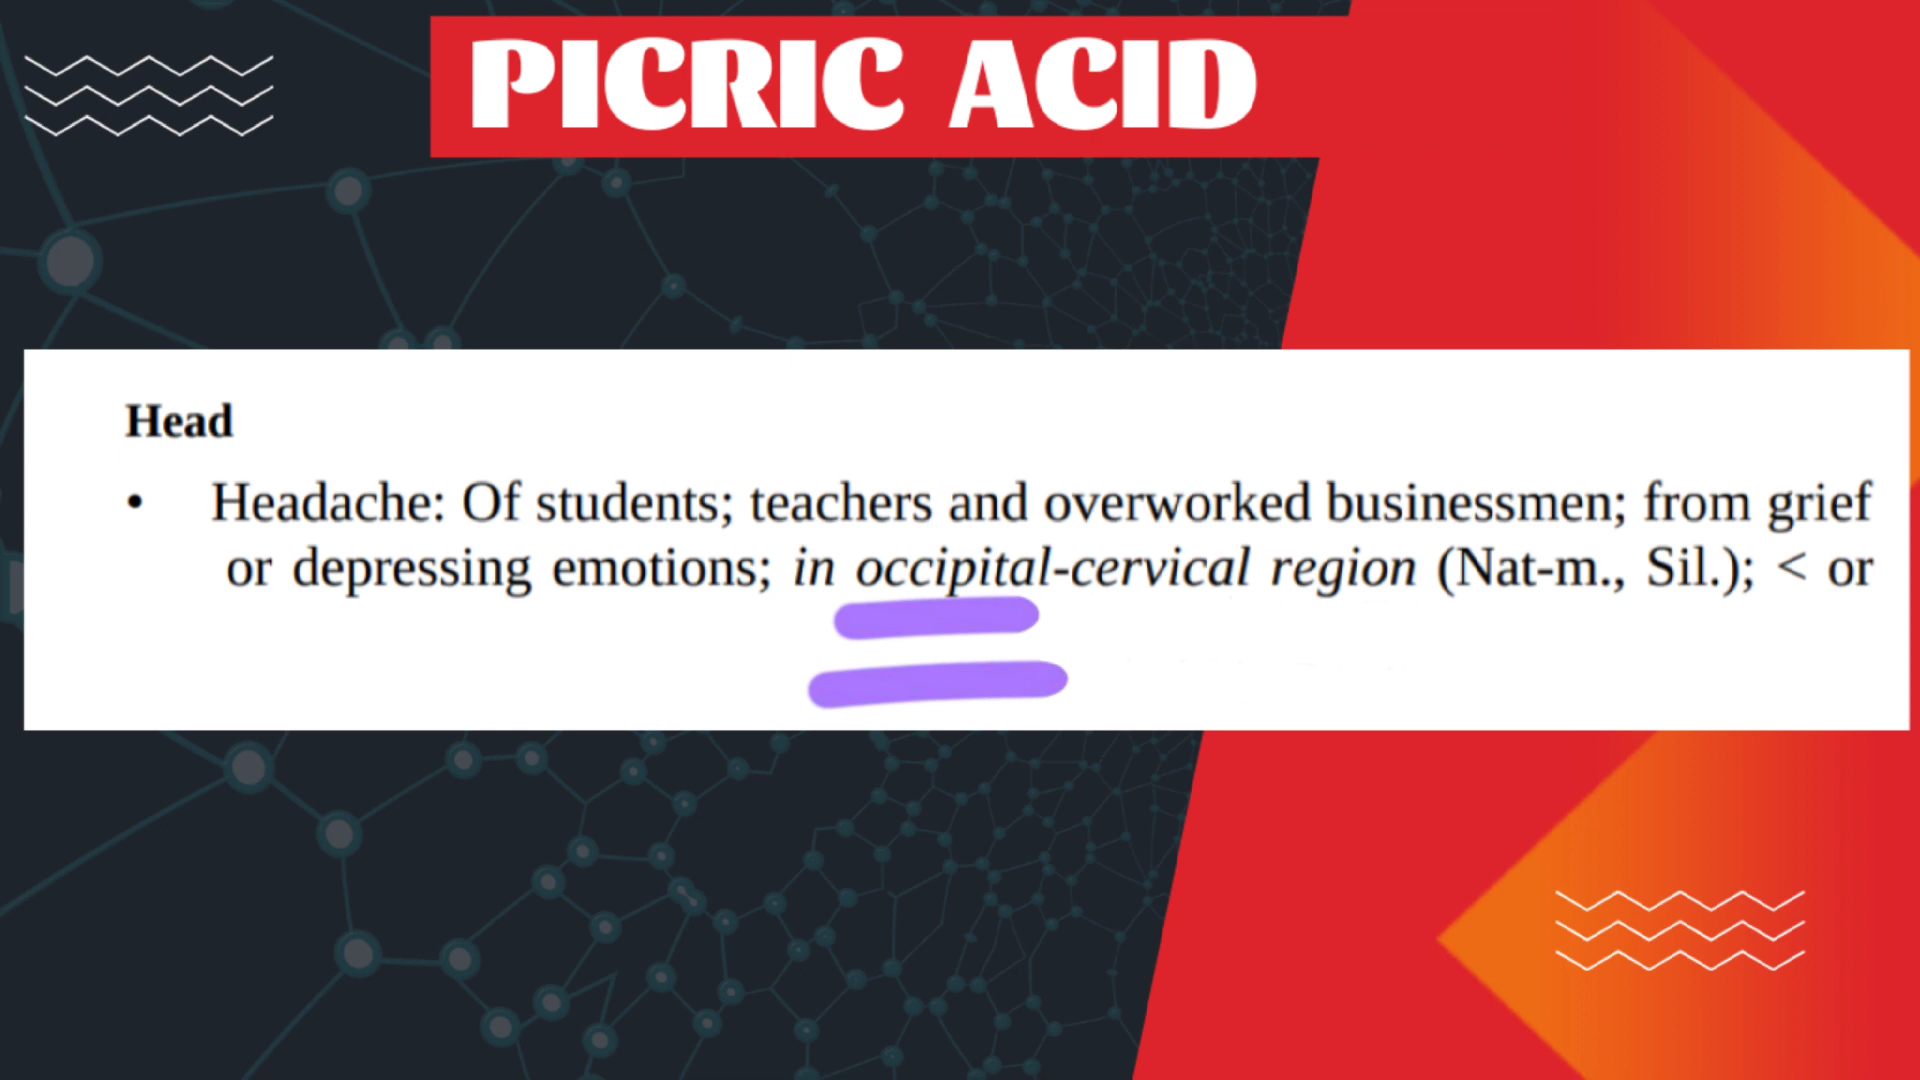 PICRIC ACID
Head
• Headache: Of students; teachers and overworked businessmen; from grief
or depressing emotions; in occipital-cervical region (Nat-m., Sil.); < or